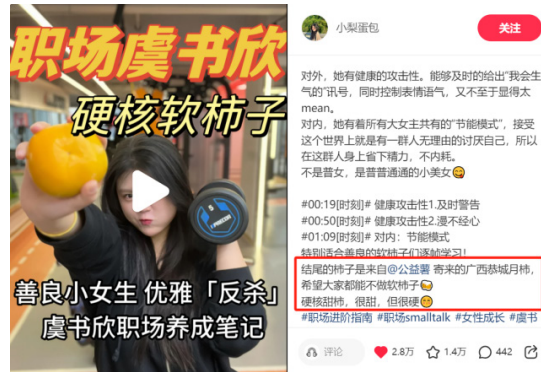 职场虞书欣
硬核软柿子
善良小女生 优雅「反杀」
虞书欣职场养成笔记
小梨蛋包
关注
对外，她有健康的攻击性。能够及时的给出“我会生
气的”讯号，同时控制表情语气，又不至于显得太
mean。
对内，她有着所有大女主共有的“节能模式”，接受
这个世界上就是有一群人无理由的讨厌自己，所以
在这群人身上省下精力，不内耗。
不是普女，是普普通通的小美女😋
#00:19[时刻]# 健康攻击性1.及时警告
#00:50[时刻]# 健康攻击性2.漫不经心
#01:09[时刻]# 对内：节能模式
特别适合善良的软柿子们逐帧学习！
结尾的柿子是来自@公益薯 寄来的广西恭城月柿，
希望大家都能不做软柿子
硬核甜柿，很甜，但很硬
#职场进阶指南 #职场smalltalk #女性成长 #虞书
评论
2.8万
1.4万
442